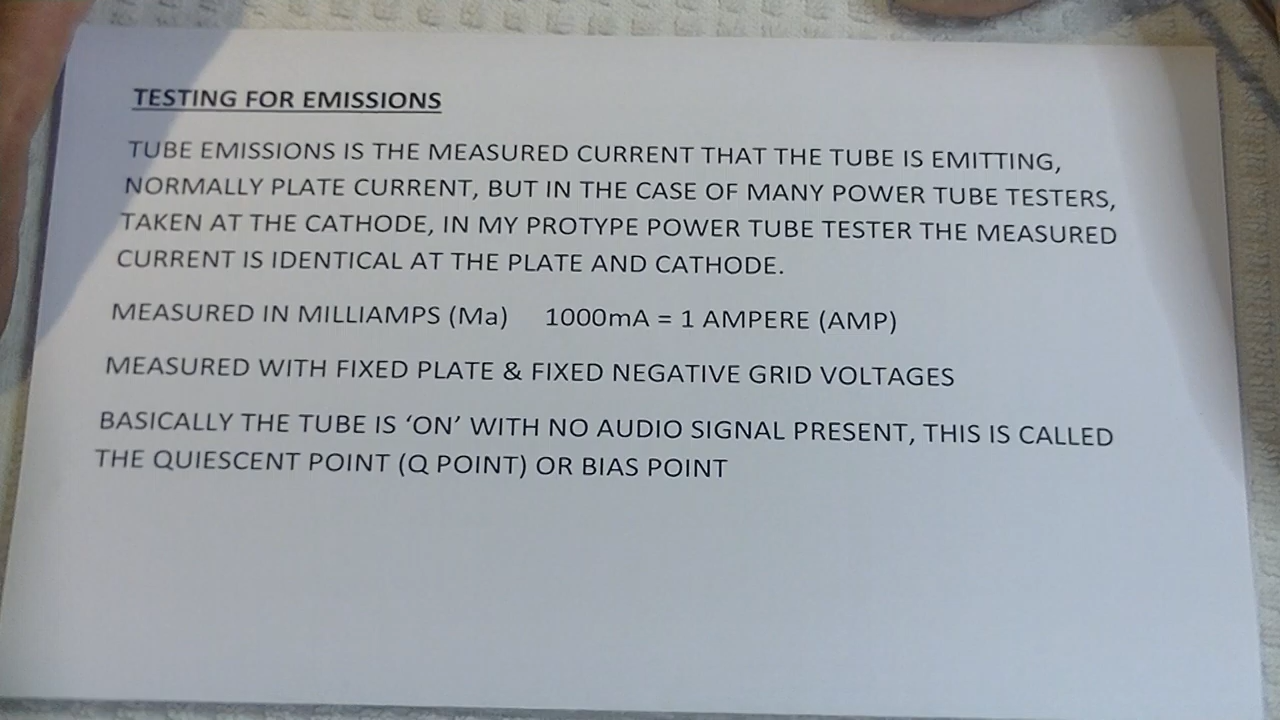 TESTING FOR EMISSIONS
TUBE EMISSIONS IS THE MEASURED CURRENT THAT THE TUBE IS EMITTING,
NORMALLY PLATE CURRENT, BUT IN THE CASE OF MANY POWER TUBE TESTERS,
TAKEN AT THE CATHODE, IN MY PROTYPE POWER TUBE TESTER THE MEASURED
CURRENT IS IDENTICAL AT THE PLATE AND CATHODE.
MEASURED IN MILLIAMPS (Ma) 1000mA = 1 AMPERE (AMP)
MEASURED WITH FIXED PLATE & FIXED NEGATIVE GRID VOLTAGES
BASICALLY THE TUBE IS ‘ON’ WITH NO AUDIO SIGNAL PRESENT, THIS IS CALLED
THE QUIESCENT POINT (Q POINT) OR BIAS POINT